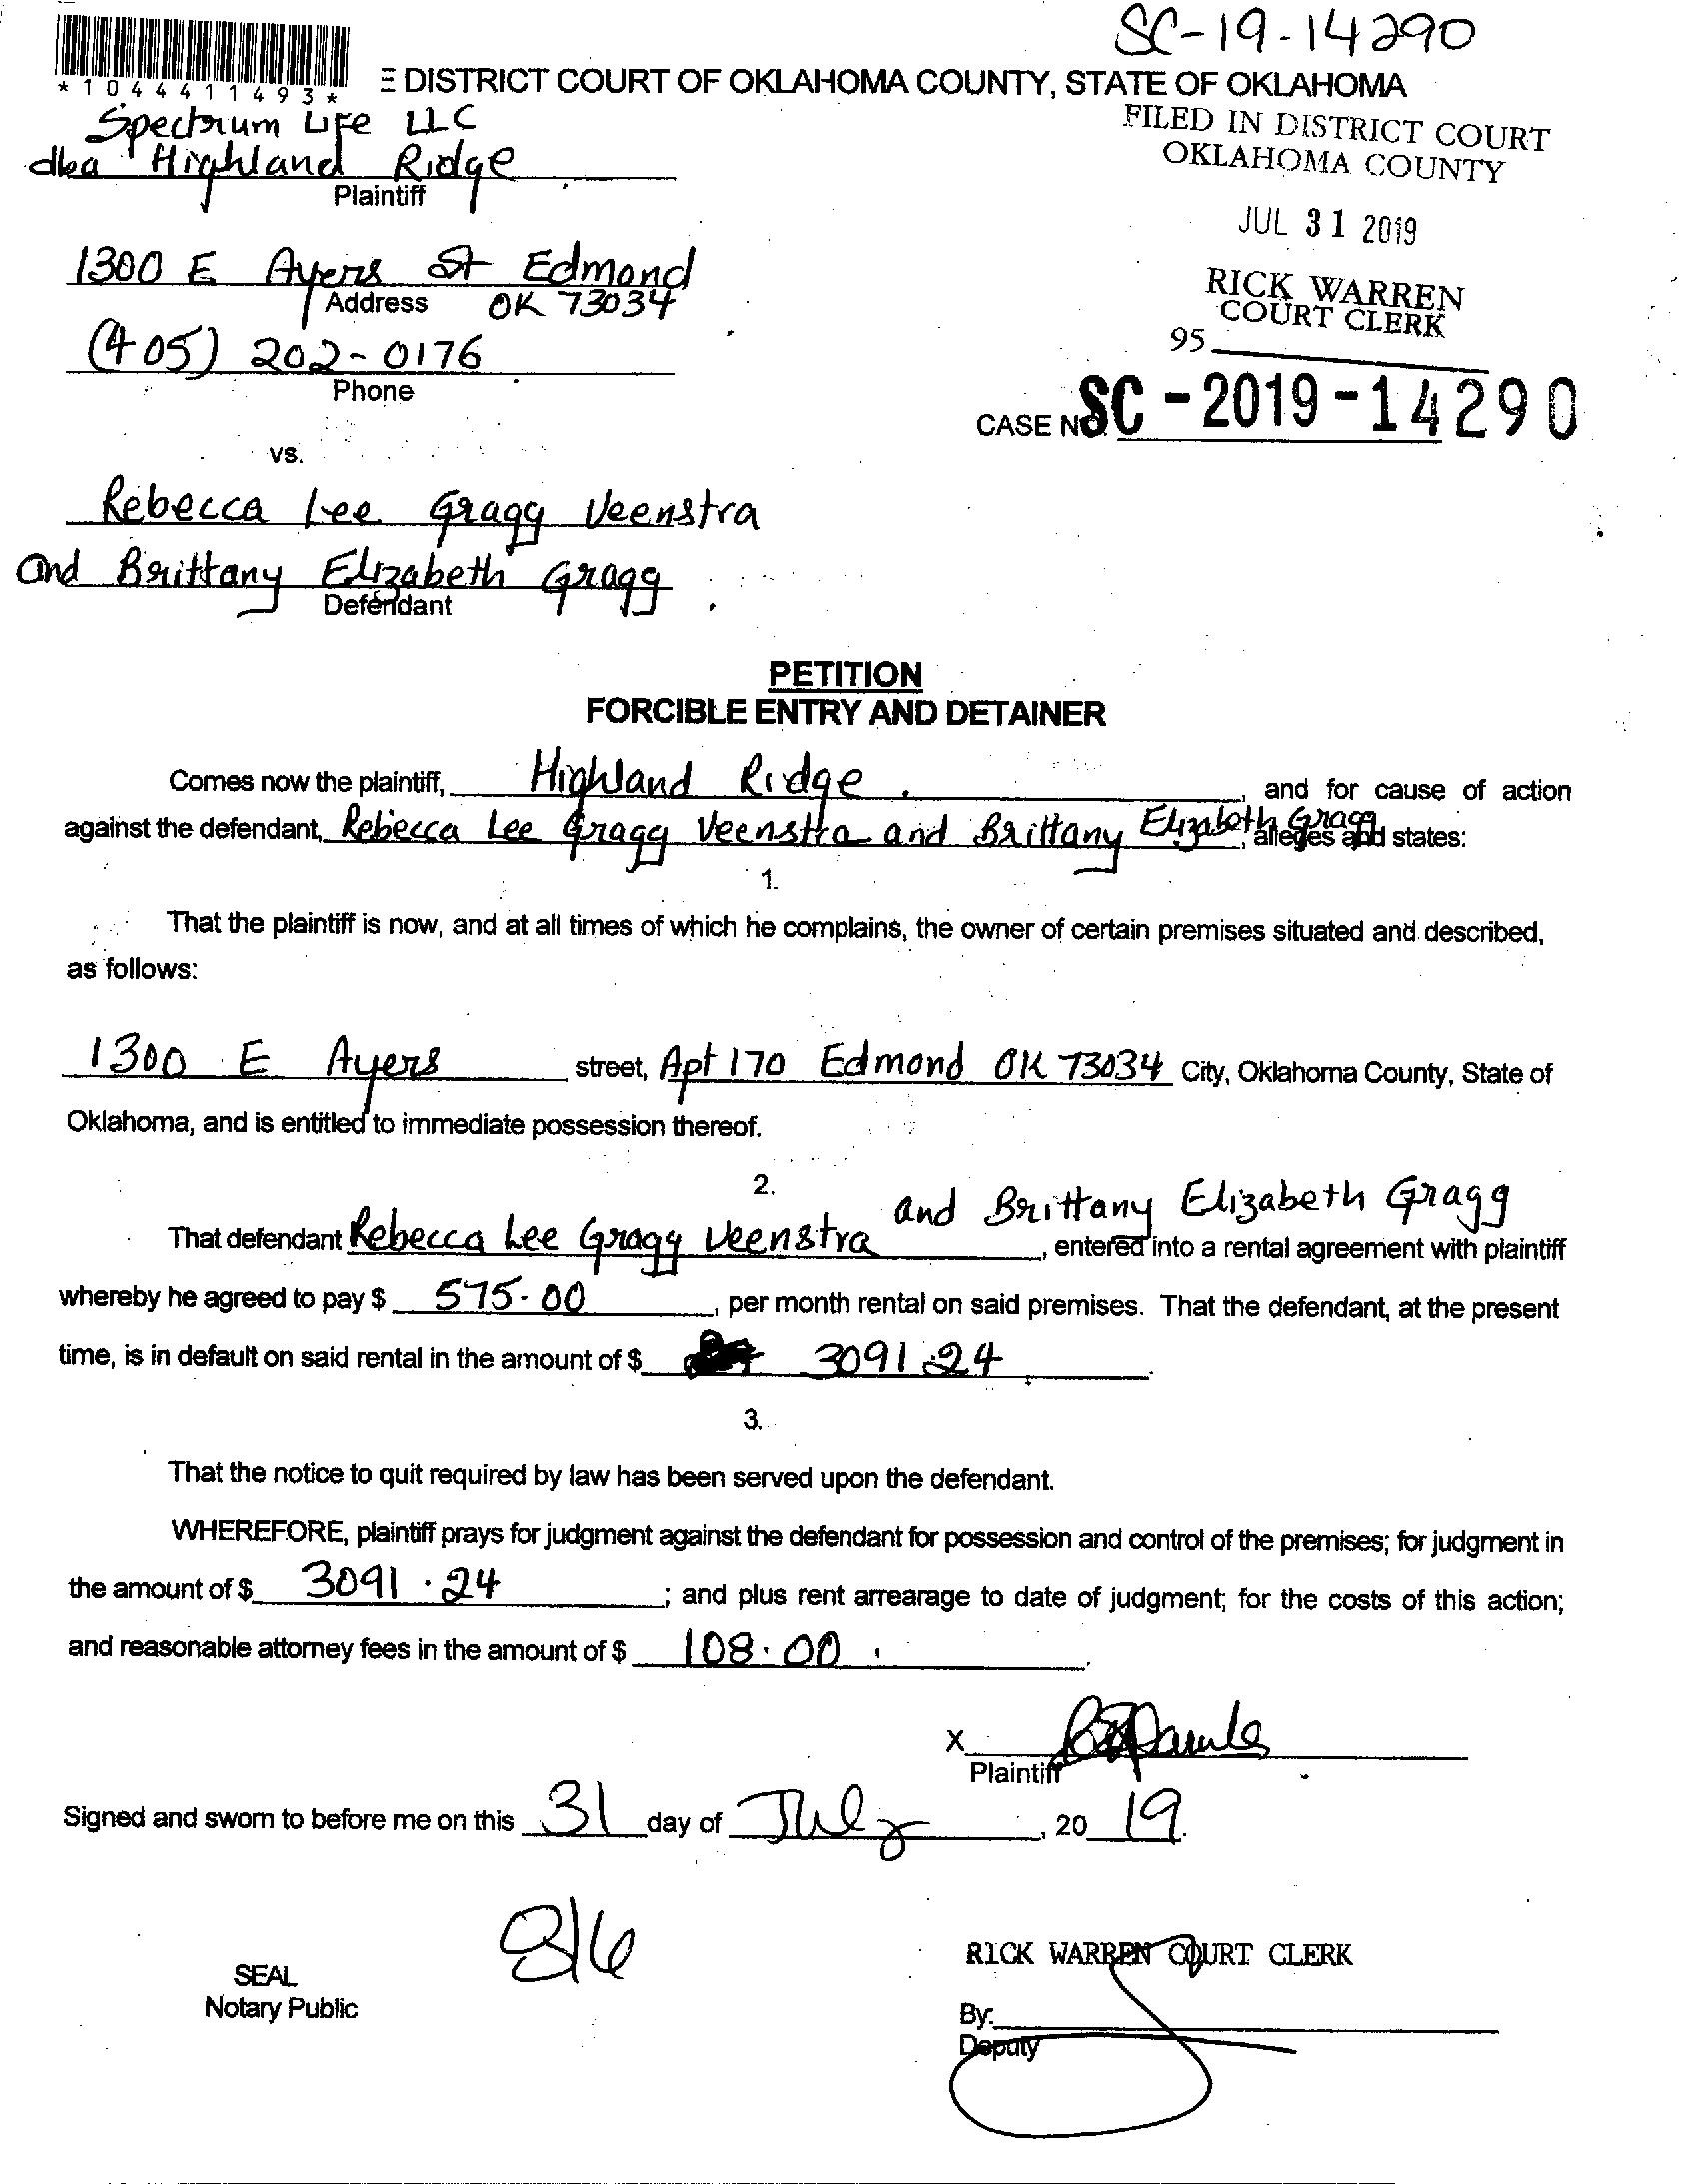 SC-19-14290
*1044411493*
E DISTRICT COURT OF OKLAHOMA COUNTY, STATE OF OKLAHOMA
Spectrum Life LLC
dba Highland Ridge
Plaintiff
FILED IN DISTRICT COURT
OKLAHOMA COUNTY
JUL 31 2019
RICK WARREN
COURT CLERK
95
1300 E Ayers St Edmond
Address OK 73034
(405) 202-0176
Phone
CASE NO. SC-2019-14290
vs.
Rebecca Lee Gragg Veenstra
and Brittany Elizabeth Gragg
Defendant
PETITION
FORCIBLE ENTRY AND DETAINER
Comes now the plaintiff, Highland Ridge, and for cause of action
against the defendant, Rebecca Lee Gragg Veenstra and Brittany Elizabeth Gragg, alleges and states:
1.
That the plaintiff is now, and at all times of which he complains, the owner of certain premises situated and described,
as follows:
1300 E Ayers street, Apt 170 Edmond OK 73034 City, Oklahoma County, State of
Oklahoma, and is entitled to immediate possession thereof.
2.
That defendant Rebecca Lee Gragg Veenstra and Brittany Elizabeth Gragg, entered into a rental agreement with plaintiff
whereby he agreed to pay $ 575.00, per month rental on said premises. That the defendant, at the present
time, is in default on said rental in the amount of $ 3091.24.
3.
That the notice to quit required by law has been served upon the defendant.
WHEREFORE, plaintiff prays for judgment against the defendant for possession and control of the premises; for judgment in
the amount of $ 3091.24; and plus rent arrearage to date of judgment; for the costs of this action;
and reasonable attorney fees in the amount of $ 108.00.
X
Plaintiff
Signed and sworn to before me on this 31 day of July, 20 19.
8/6
SEAL
Notary Public
RICK WARREN COURT CLERK
By:
Deputy